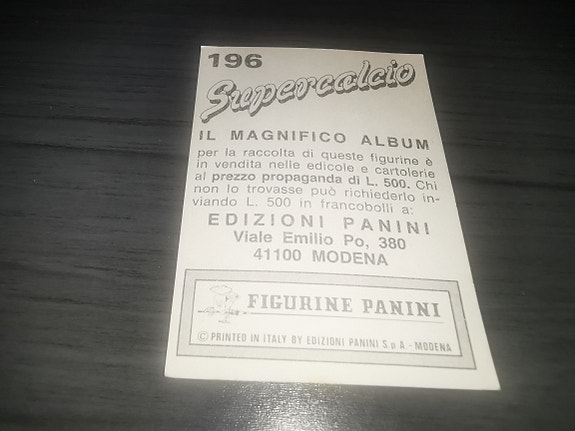 196
Supercalcio
IL MAGNIFICO ALBUM
per la raccolta di queste figurine è
in vendita nelle edicole e cartolerie
al prezzo propaganda di L. 500. Chi
non lo trovasse può richiederlo in-
viando L. 500 in francobolli a:
EDIZIONI PANINI
Viale Emilio Po, 380
41100 MODENA
FIGURINE PANINI
© PRINTED IN ITALY BY EDIZIONI PANINI S.p.A - MODENA